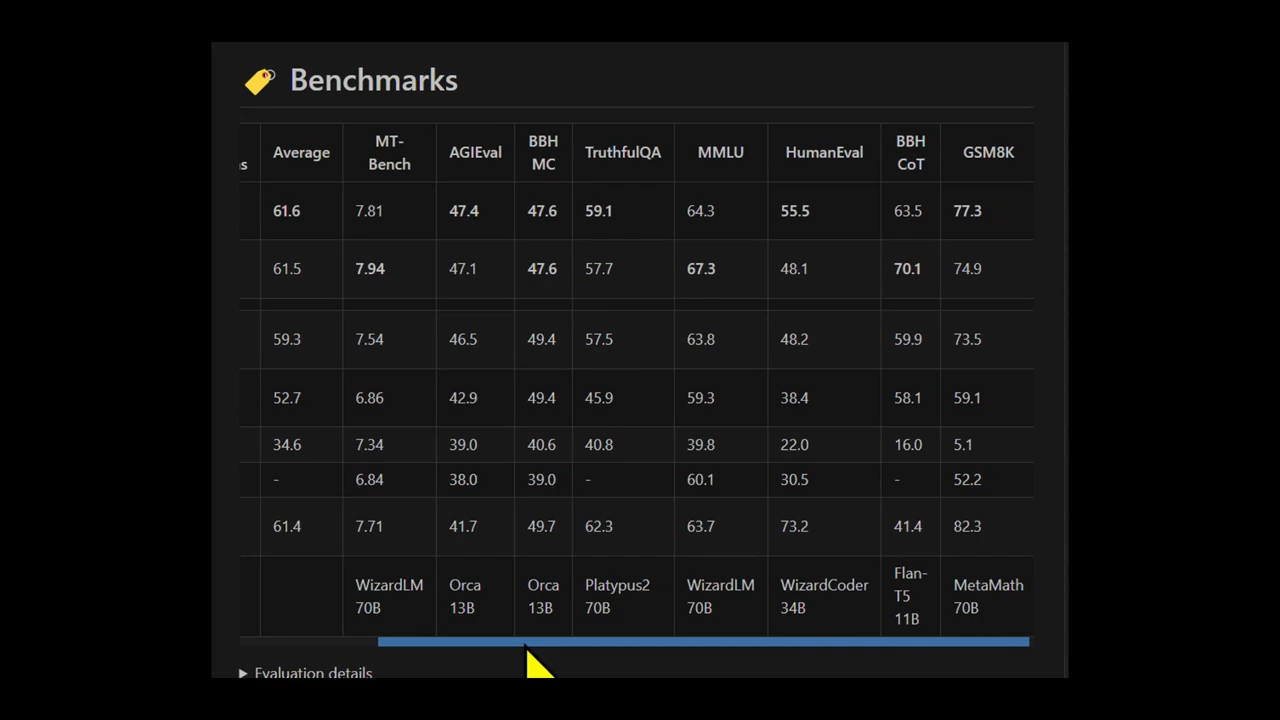 Benchmarks
s Average MT-Bench AGIEval BBH MC TruthfulQA MMLU HumanEval BBH CoT GSM8K
61.6 7.81 47.4 47.6 59.1 64.3 55.5 63.5 77.3
61.5 7.94 47.1 47.6 57.7 67.3 48.1 70.1 74.9
59.3 7.54 46.5 49.4 57.5 63.8 48.2 59.9 73.5
52.7 6.86 42.9 49.4 45.9 59.3 38.4 58.1 59.1
34.6 7.34 39.0 40.6 40.8 39.8 22.0 16.0 5.1
- 6.84 38.0 39.0 - 60.1 30.5 - 52.2
61.4 7.71 41.7 49.7 62.3 63.7 73.2 41.4 82.3
WizardLM 70B Orca 13B Orca 13B Platypus2 70B WizardLM 70B WizardCoder 34B Flan-T5 11B MetaMath 70B
Evaluation details